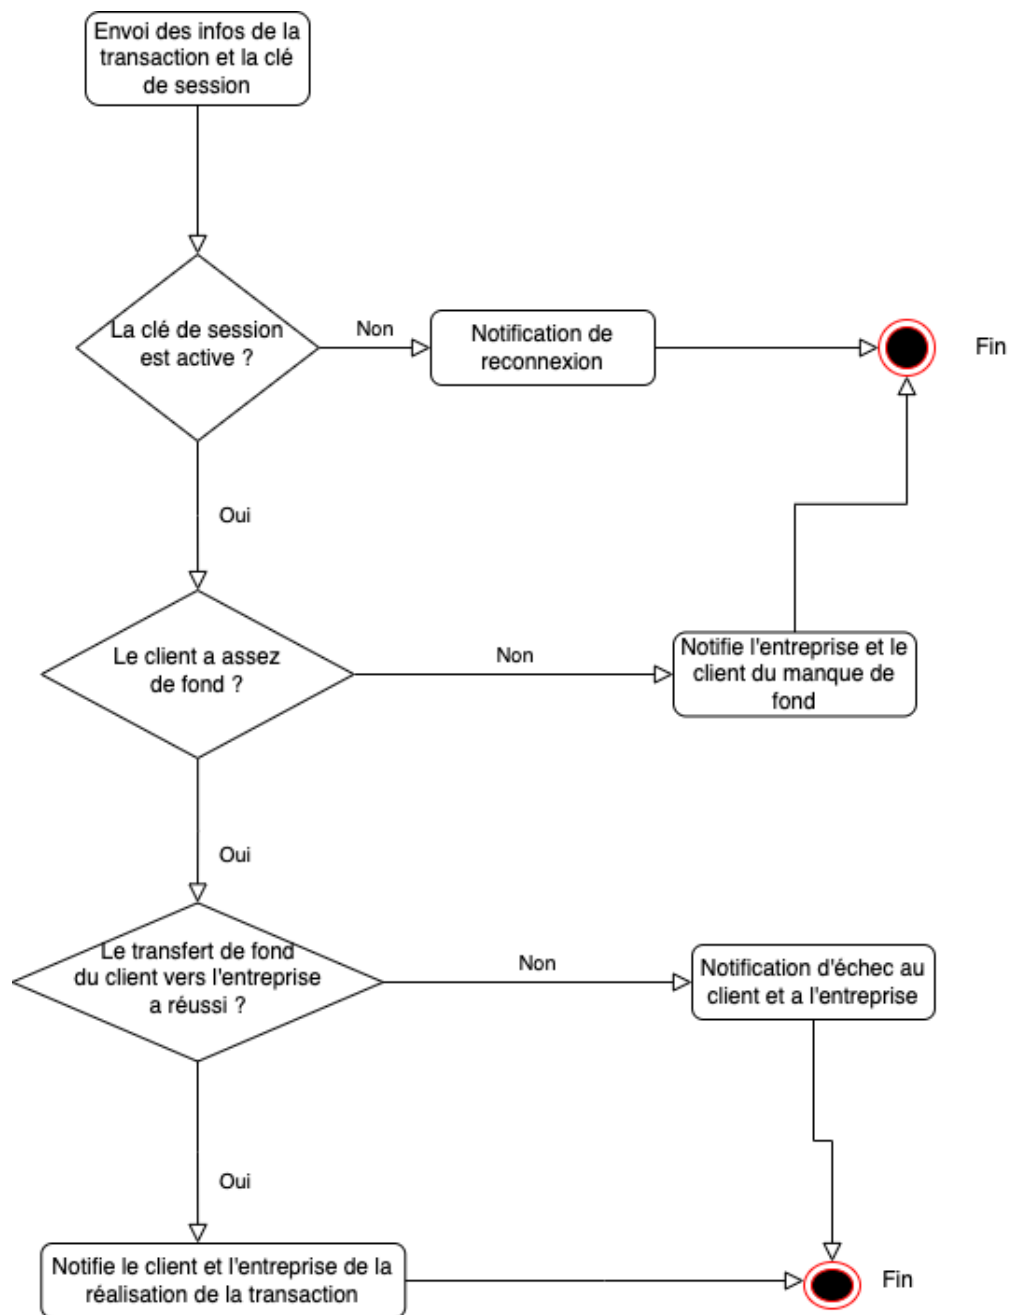 Envoi des infos de la
transaction et la clé
de session
La clé de session
est active ?
Non
Notification de
reconnexion
Fin
Oui
Le client a assez
de fond ?
Non
Notifie l'entreprise et le
client du manque de
fond
Oui
Le transfert de fond
du client vers l'entreprise
a réussi ?
Non
Notification d'échec au
client et a l'entreprise
Oui
Notifie le client et l'entreprise de la
réalisation de la transaction
Fin